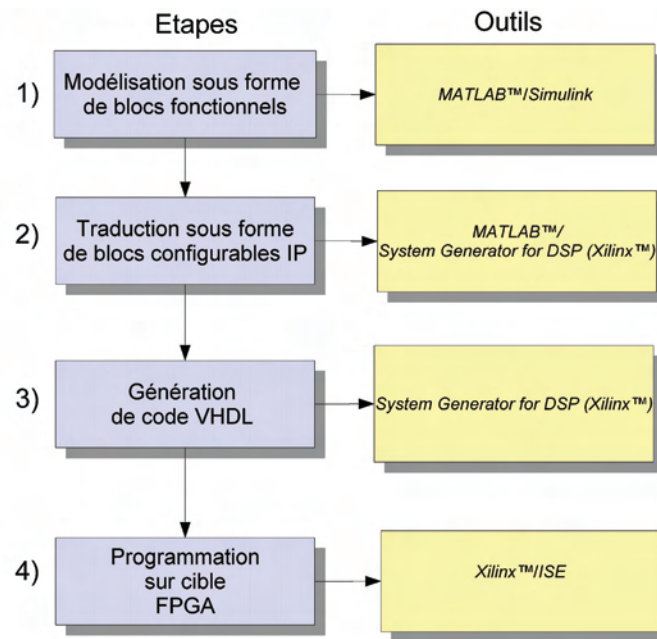 Etapes
Outils
1)
Modélisation sous forme
de blocs fonctionnels
MATLAB™/Simulink
2)
Traduction sous forme
de blocs configurables IP
MATLAB™/
System Generator for DSP (Xilinx™)
3)
Génération
de code VHDL
System Generator for DSP (Xilinx™)
4)
Programmation
sur cible
FPGA
Xilinx™/ISE